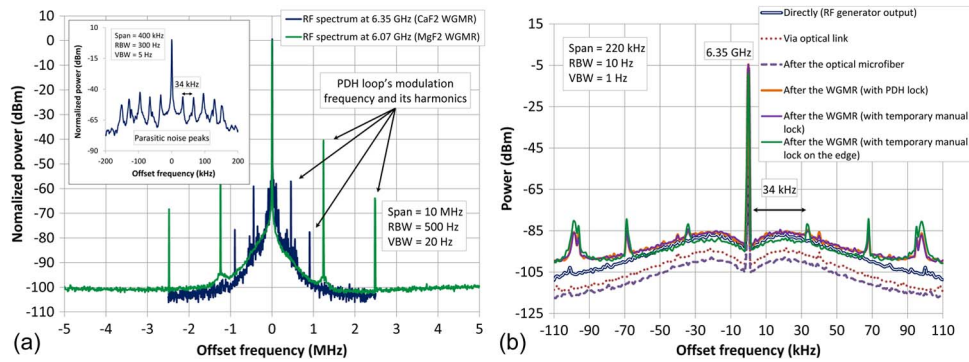 Span = 400 kHz
RBW = 300 Hz
VBW = 5 Hz
34 kHz
Parasitic noise peaks
Normalized power (dBm)
0
-15
-40
-65
-90
-200
-100
0
100
200
Offset frequency (kHz)
RF spectrum at 6.35 GHz (CaF2 WGMR)
RF spectrum at 6.07 GHz (MgF2 WGMR)
PDH loop's modulation
frequency and its harmonics
Span = 10 MHz
RBW = 500 Hz
VBW = 20 Hz
Normalized power (dBm)
10
0
-10
-20
-30
-40
-50
-60
-70
-80
-90
-100
-110
-5
-4
-3
-2
-1
0
1
2
3
4
5
Offset frequency (MHz)
(a)
Span = 220 kHz
RBW = 10 Hz
VBW = 1 Hz
6.35 GHz
34 kHz
Directly (RF generator output)
Via optical link
After the optical microfiber
After the WGMR (with PDH lock)
After the WGMR (with temporary manual
lock)
After the WGMR (with temporary manual
lock on the edge)
Power (dBm)
15
-5
-25
-45
-65
-85
-105
-125
-110
-90
-70
-50
-30
-10
10
30
50
70
90
110
Offset frequency (kHz)
(b)